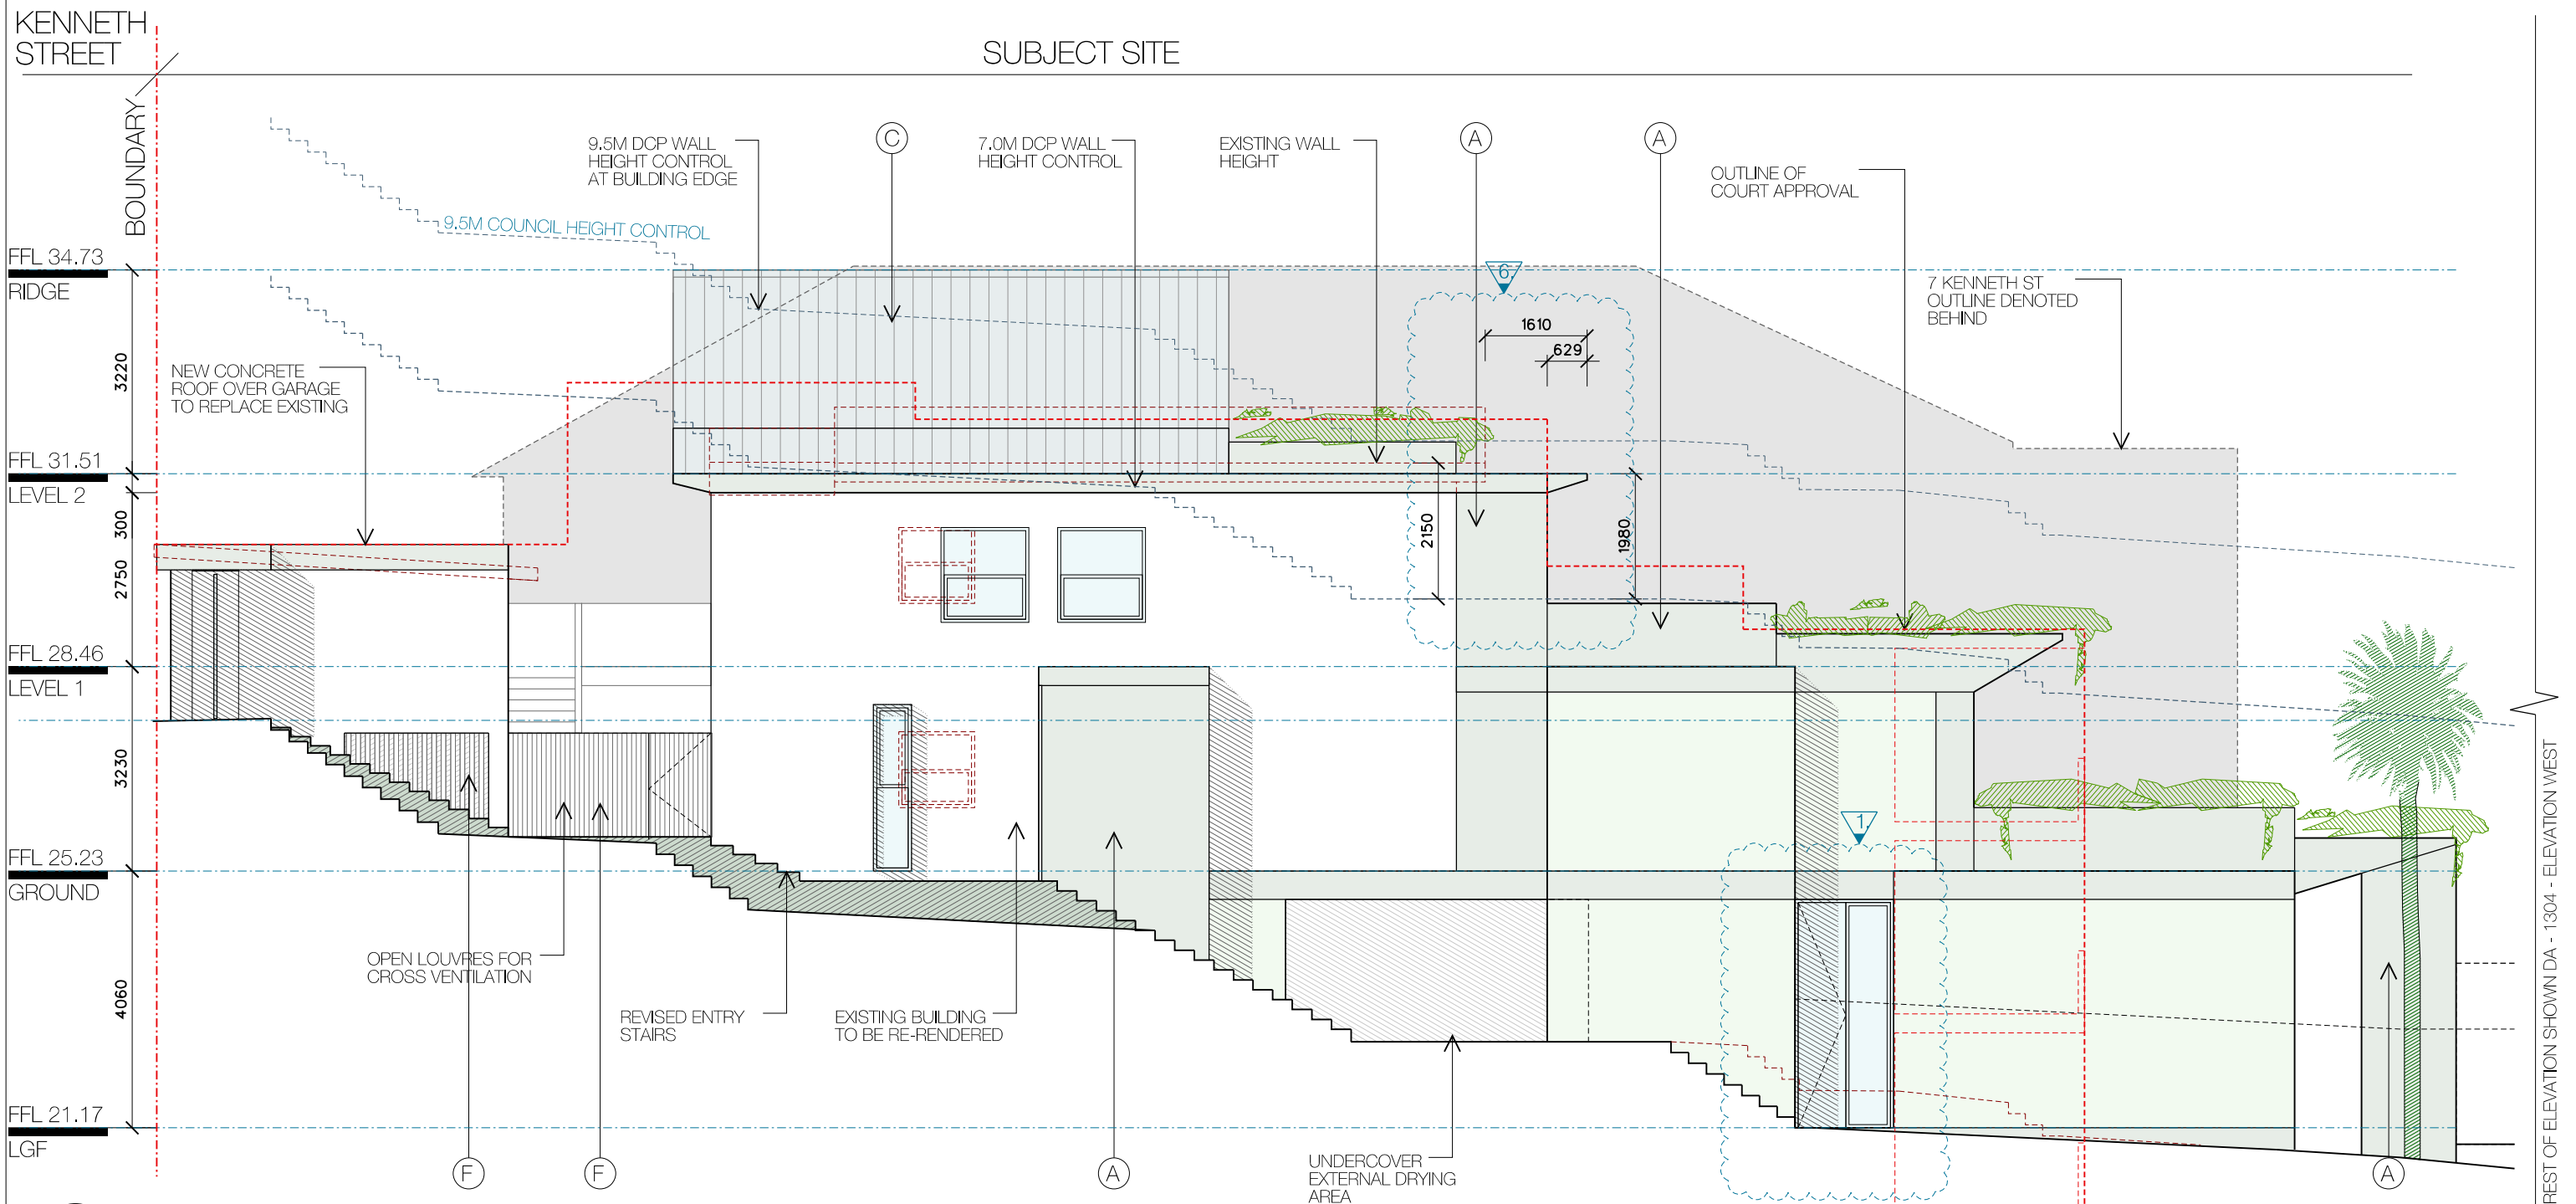 KENNETH
STREET
SUBJECT SITE
BOUNDARY
9.5M DCP WALL
HEIGHT CONTROL
AT BUILDING EDGE
C
7.0M DCP WALL
HEIGHT CONTROL
EXISTING WALL
HEIGHT
A
A
OUTLINE OF
COURT APPROVAL
9.5M COUNCIL HEIGHT CONTROL
FFL 34.73
RIDGE
6.
7 KENNETH ST
OUTLINE DENOTED
BEHIND
1610
629
3220
NEW CONCRETE
ROOF OVER GARAGE
TO REPLACE EXISTING
FFL 31.51
LEVEL 2
300
2150
1980
2750
FFL 28.46
LEVEL 1
3230
1.
FFL 25.23
GROUND
OPEN LOUVRES FOR
CROSS VENTILATION
4060
REVISED ENTRY
STAIRS
EXISTING BUILDING
TO BE RE-RENDERED
FFL 21.17
LGF
F
F
A
UNDERCOVER
EXTERNAL DRYING
AREA
A
REST OF ELEVATION SHOWN DA - 1304 - ELEVATION WEST